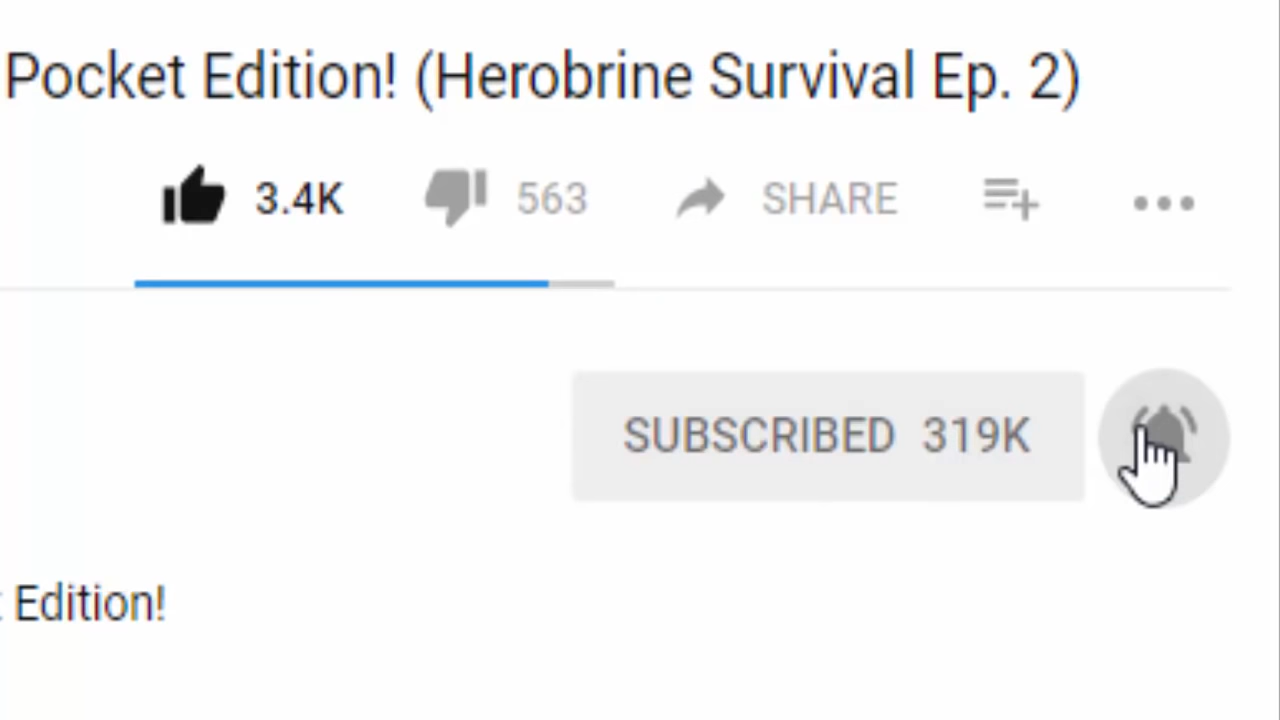 Pocket Edition! (Herobrine Survival Ep. 2)
3.4K 563 SHARE
SUBSCRIBED 319K
Edition!